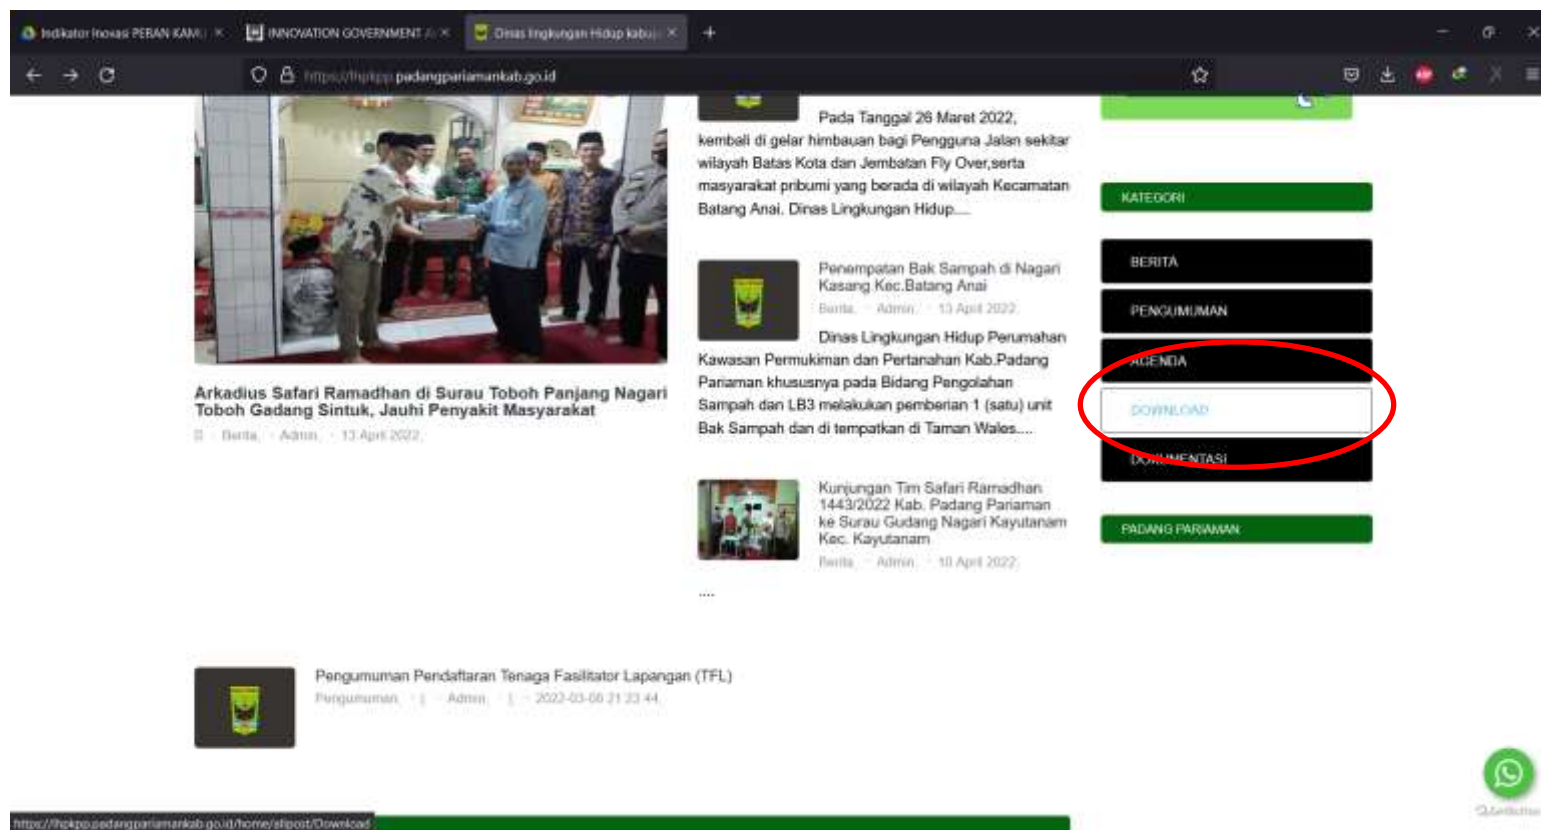 Indikator Inovasi PERAN KAMU
INNOVATION GOVERNMENT
Dinas lingkungan Hidup kabup
https://lhpkpp.padangpariamankab.go.id
Pada Tanggal 26 Maret 2022,
kembali di gelar himbauan bagi Pengguna Jalan sekitar
wilayah Batas Kota dan Jembatan Fly Over,serta
masyarakat pribumi yang berada di wilayah Kecamatan
Batang Anai. Dinas Lingkungan Hidup....
Penempatan Bak Sampah di Nagari
Kasang Kec.Batang Anai
Berita, - Admin, - 13 April 2022,
Dinas Lingkungan Hidup Perumahan
Kawasan Permukiman dan Pertanahan Kab.Padang
Pariaman khususnya pada Bidang Pengolahan
Sampah dan LB3 melakukan pemberian 1 (satu) unit
Bak Sampah dan di tempatkan di Taman Wales....
Arkadius Safari Ramadhan di Surau Toboh Panjang Nagari
Toboh Gadang Sintuk, Jauhi Penyakit Masyarakat
Berita, - Admin, - 13 April 2022,
Kunjungan Tim Safari Ramadhan
1443/2022 Kab. Padang Pariaman
ke Surau Gudang Nagari Kayutanam
Kec. Kayutanam
Berita, - Admin, - 10 April 2022,
....
Pengumuman Pendaftaran Tenaga Fasilitator Lapangan (TFL)
Pengumuman, - | - Admin, - | - 2022-03-08 21:23:44,
KATEGORI
BERITA
PENGUMUMAN
AGENDA
DOWNLOAD
DOKUMENTASI
PADANG PARIAMAN
https://lhpkpp.padangpariamankab.go.id/home/allpost/Download